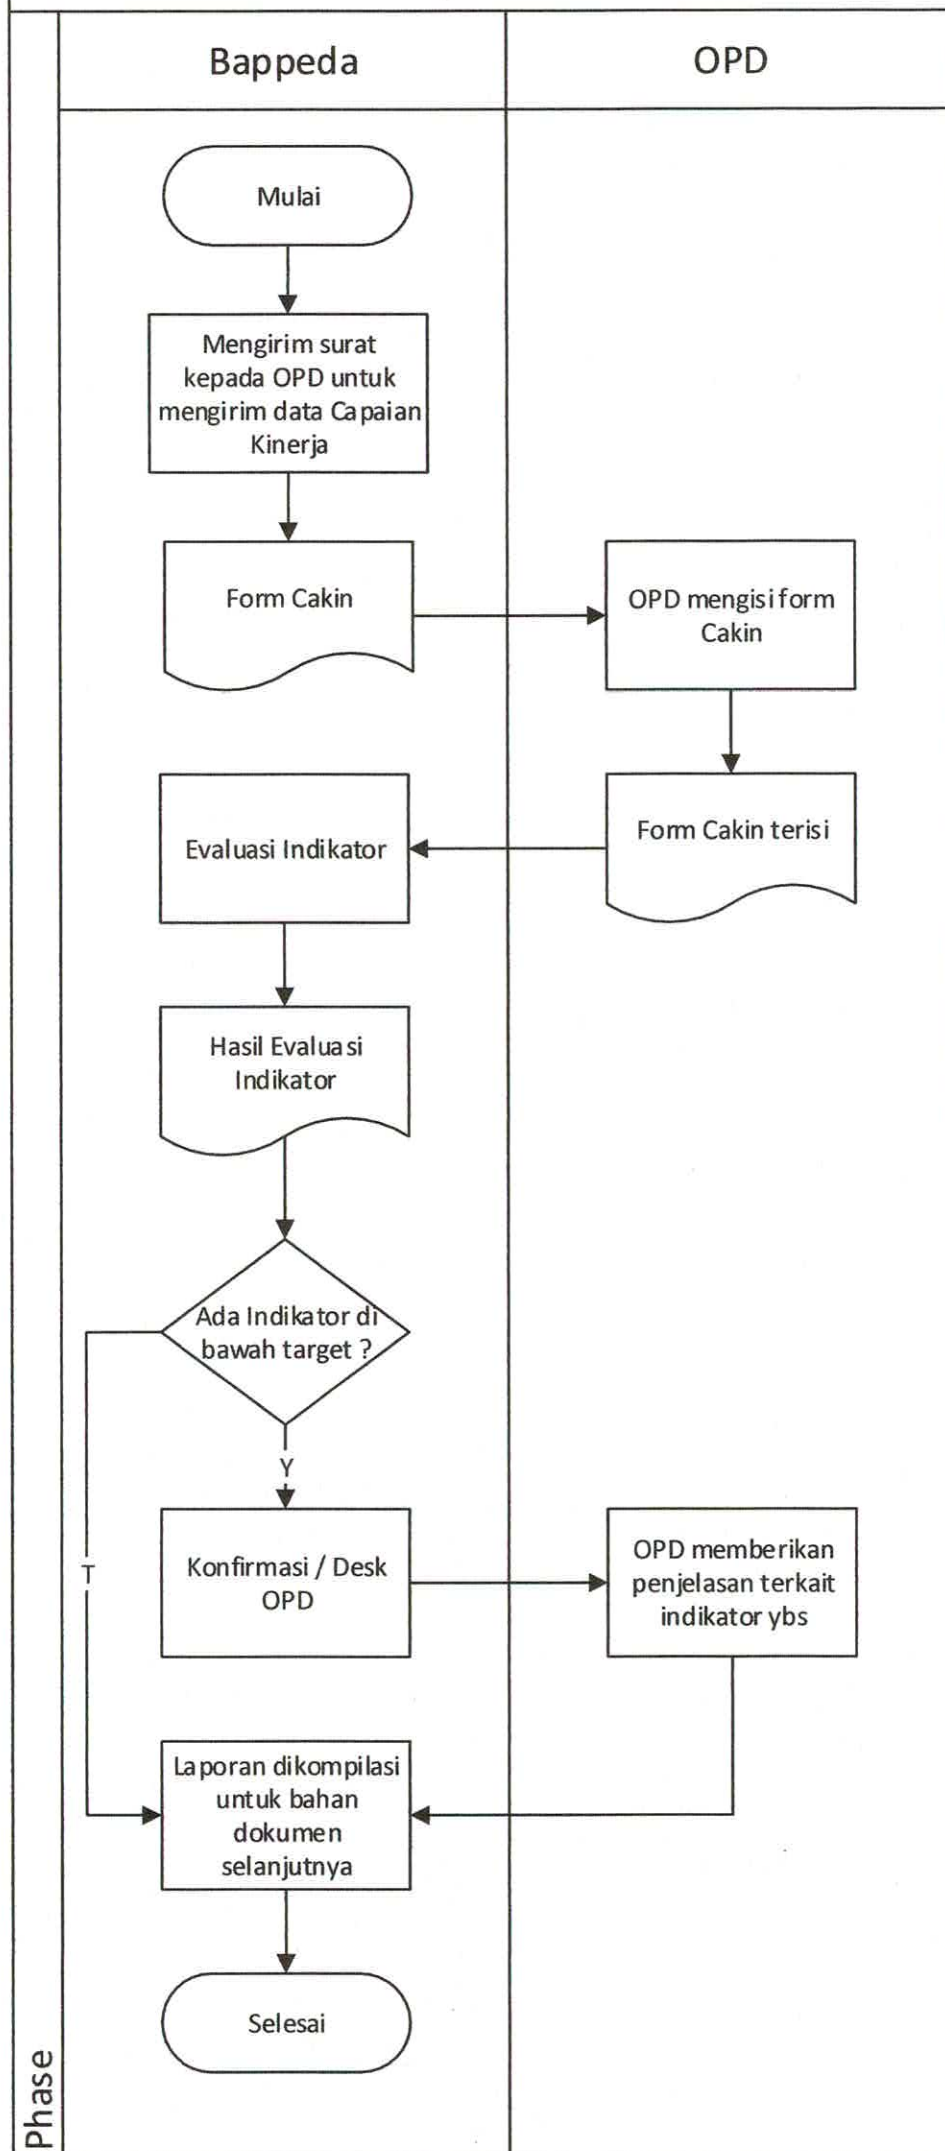 Bappeda
OPD
Mulai
Mengirim surat
kepada OPD untuk
mengirim data Capaian
Kinerja
Form Cakin
OPD mengisi form
Cakin
Evaluasi Indikator
Form Cakin terisi
Hasil Evaluasi
Indikator
Ada Indikator di
bawah target ?
Y
T
Konfirmasi / Desk
OPD
OPD memberikan
penjelasan terkait
indikator ybs
Laporan dikompilasi
untuk bahan
dokumen
selanjutnya
Selesai
Phase